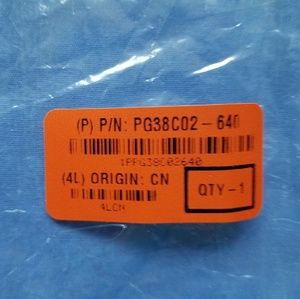 (P) P/N: PG38C02-640
1PPG38C02640
(4L) ORIGIN: CN
QTY-1
4LCN